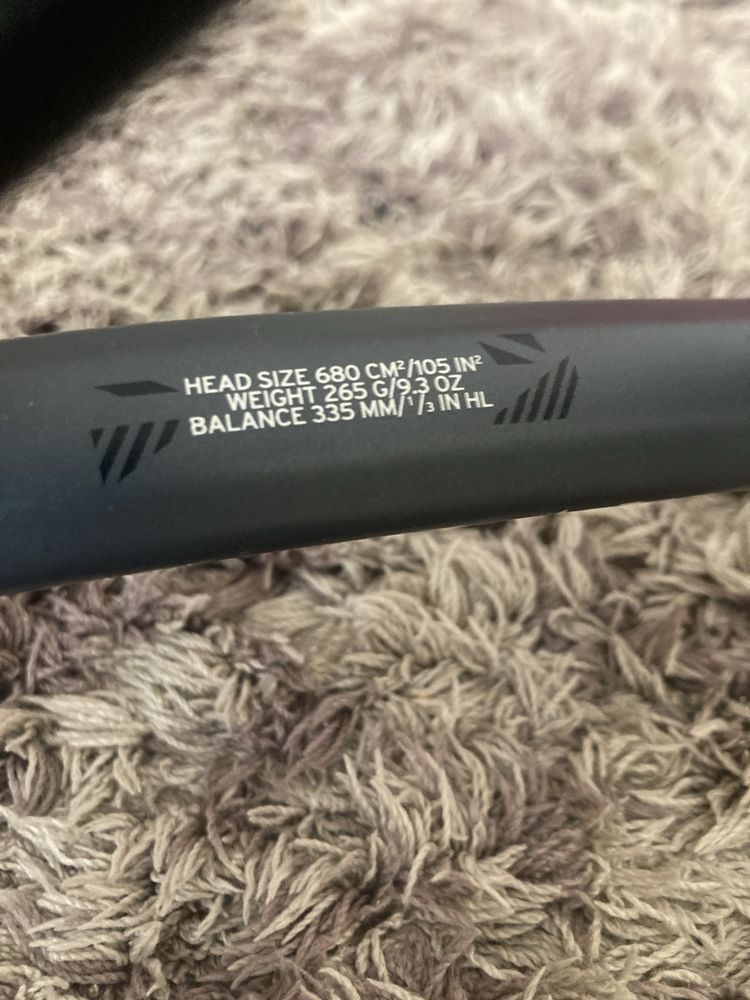 HEAD SIZE 680 CM²/105 IN²
WEIGHT 265 G/9.3 OZ
BALANCE 335 MM/¹/₃ IN HL